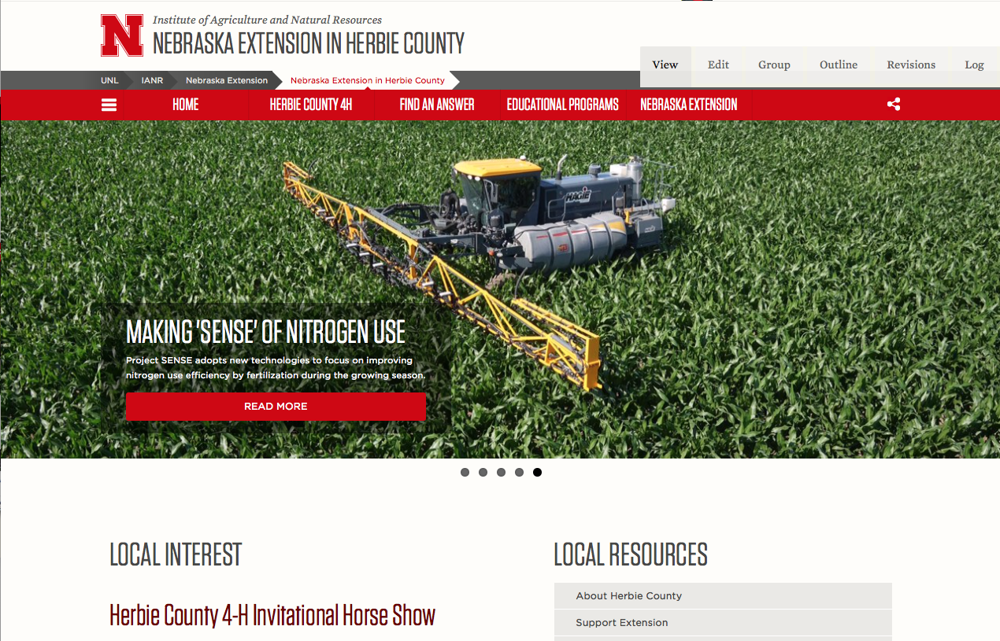 N
Institute of Agriculture and Natural Resources
NEBRASKA EXTENSION IN HERBIE COUNTY
View Edit Group Outline Revisions Log
UNL IANR Nebraska Extension Nebraska Extension in Herbie County
HOME HERBIE COUNTY 4H FIND AN ANSWER EDUCATIONAL PROGRAMS NEBRASKA EXTENSION
HAGIE
MAKING 'SENSE' OF NITROGEN USE
Project SENSE adopts new technologies to focus on improving
nitrogen use efficiency by fertilization during the growing season.
READ MORE
LOCAL INTEREST
Herbie County 4-H Invitational Horse Show
LOCAL RESOURCES
About Herbie County
Support Extension